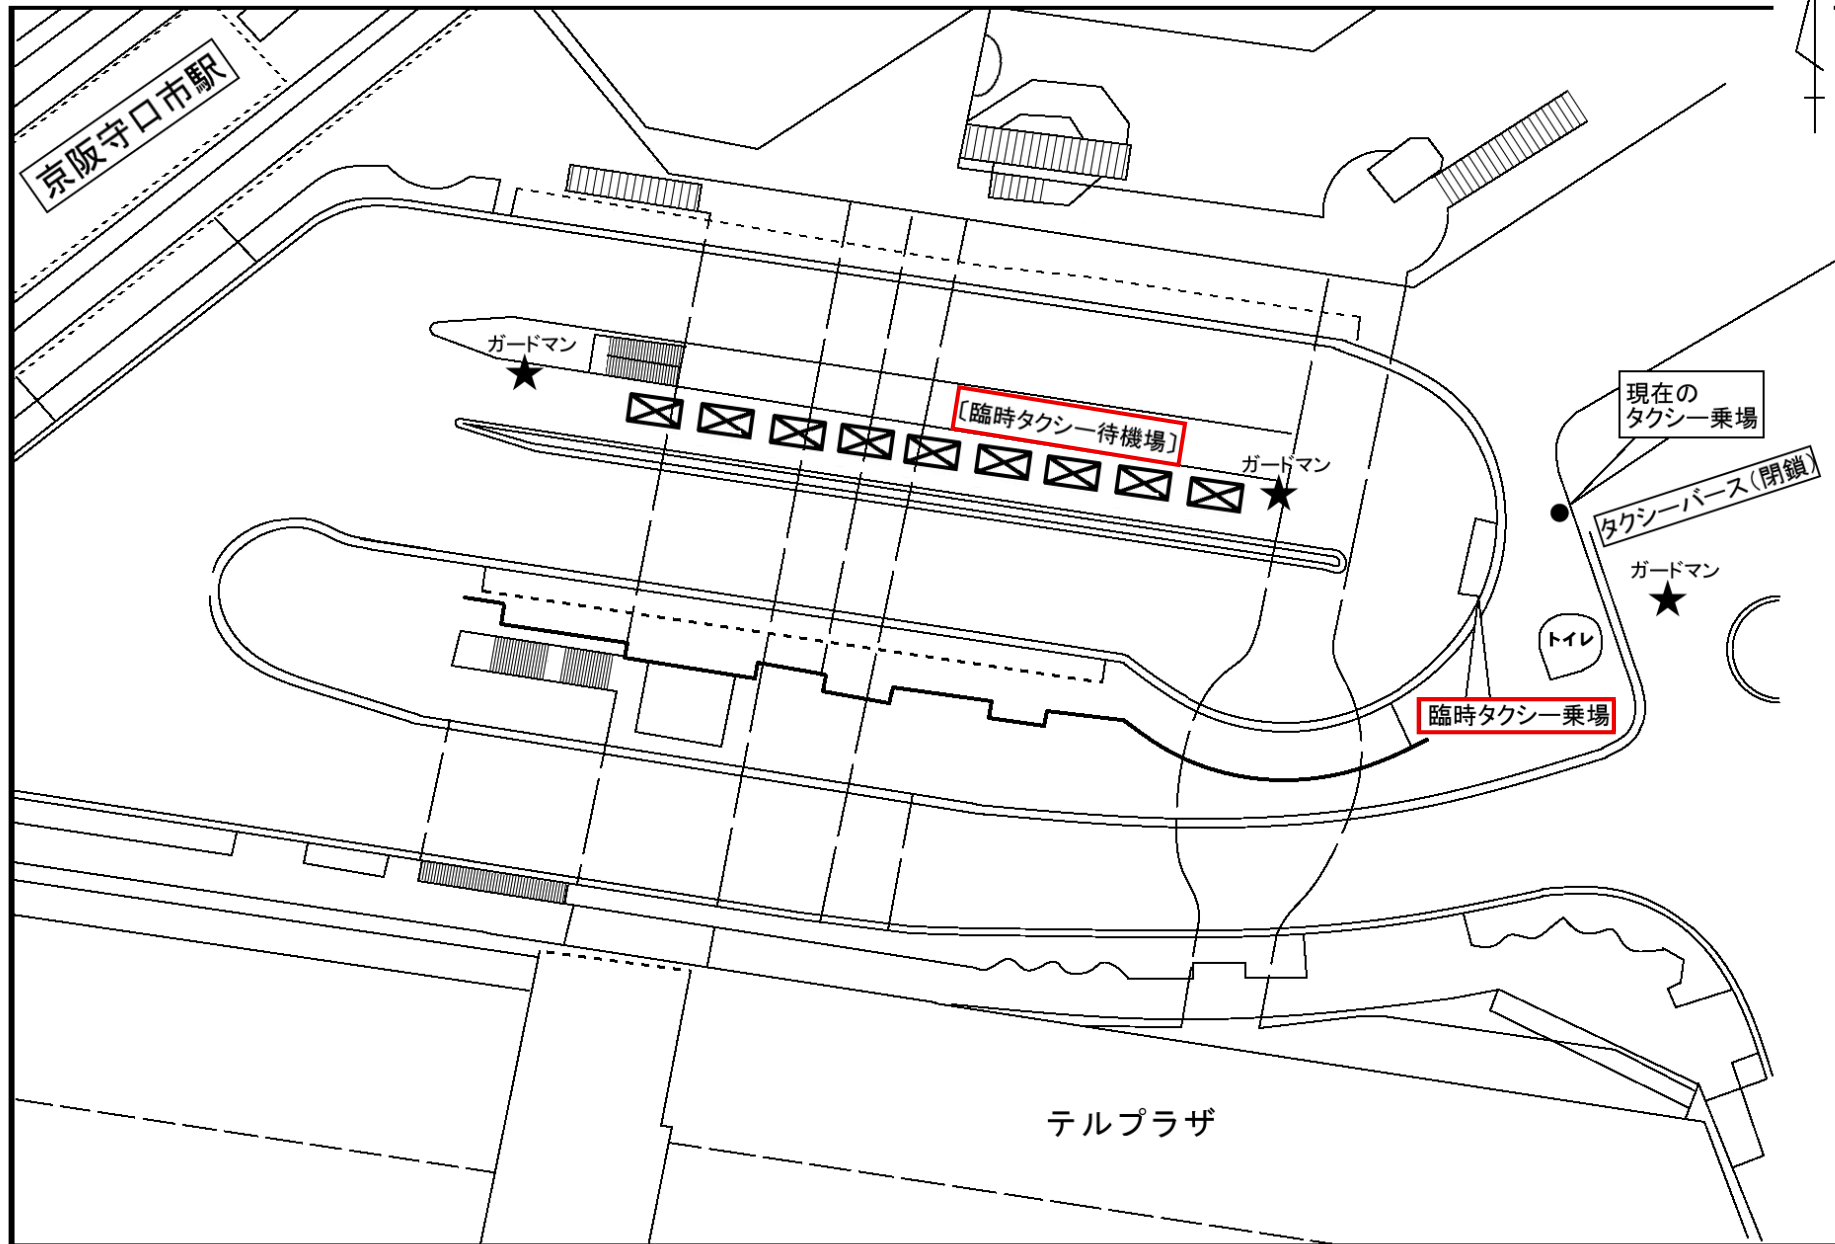 京阪守口市駅
ガードマン
〔臨時タクシー待機場〕
ガードマン
現在の
タクシー乗場
タクシーバース（閉鎖）
ガードマン
トイレ
臨時タクシー乗場
テルプラザ